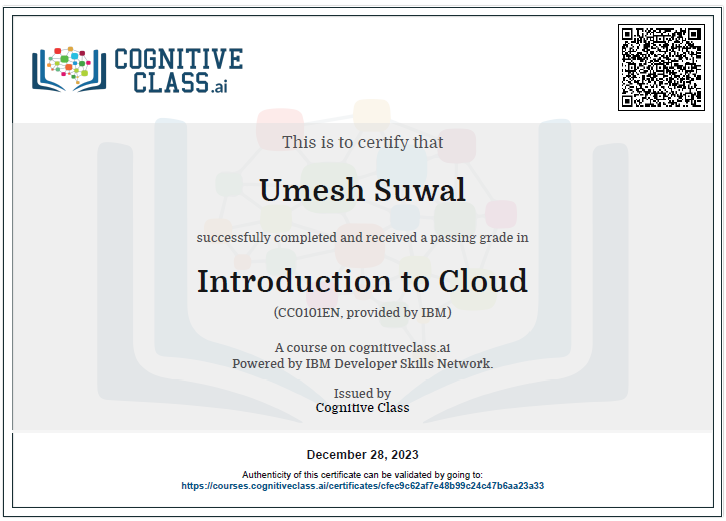 COGNITIVE
CLASS.ai
This is to certify that
Umesh Suwal
successfully completed and received a passing grade in
Introduction to Cloud
(CC0101EN, provided by IBM)
A course on cognitiveclass.ai
Powered by IBM Developer Skills Network.
Issued by
Cognitive Class
December 28, 2023
Authenticity of this certificate can be validated by going to:
https://courses.cognitiveclass.ai/certificates/cfec9c62af7e48b99c24c47b6aa23a33